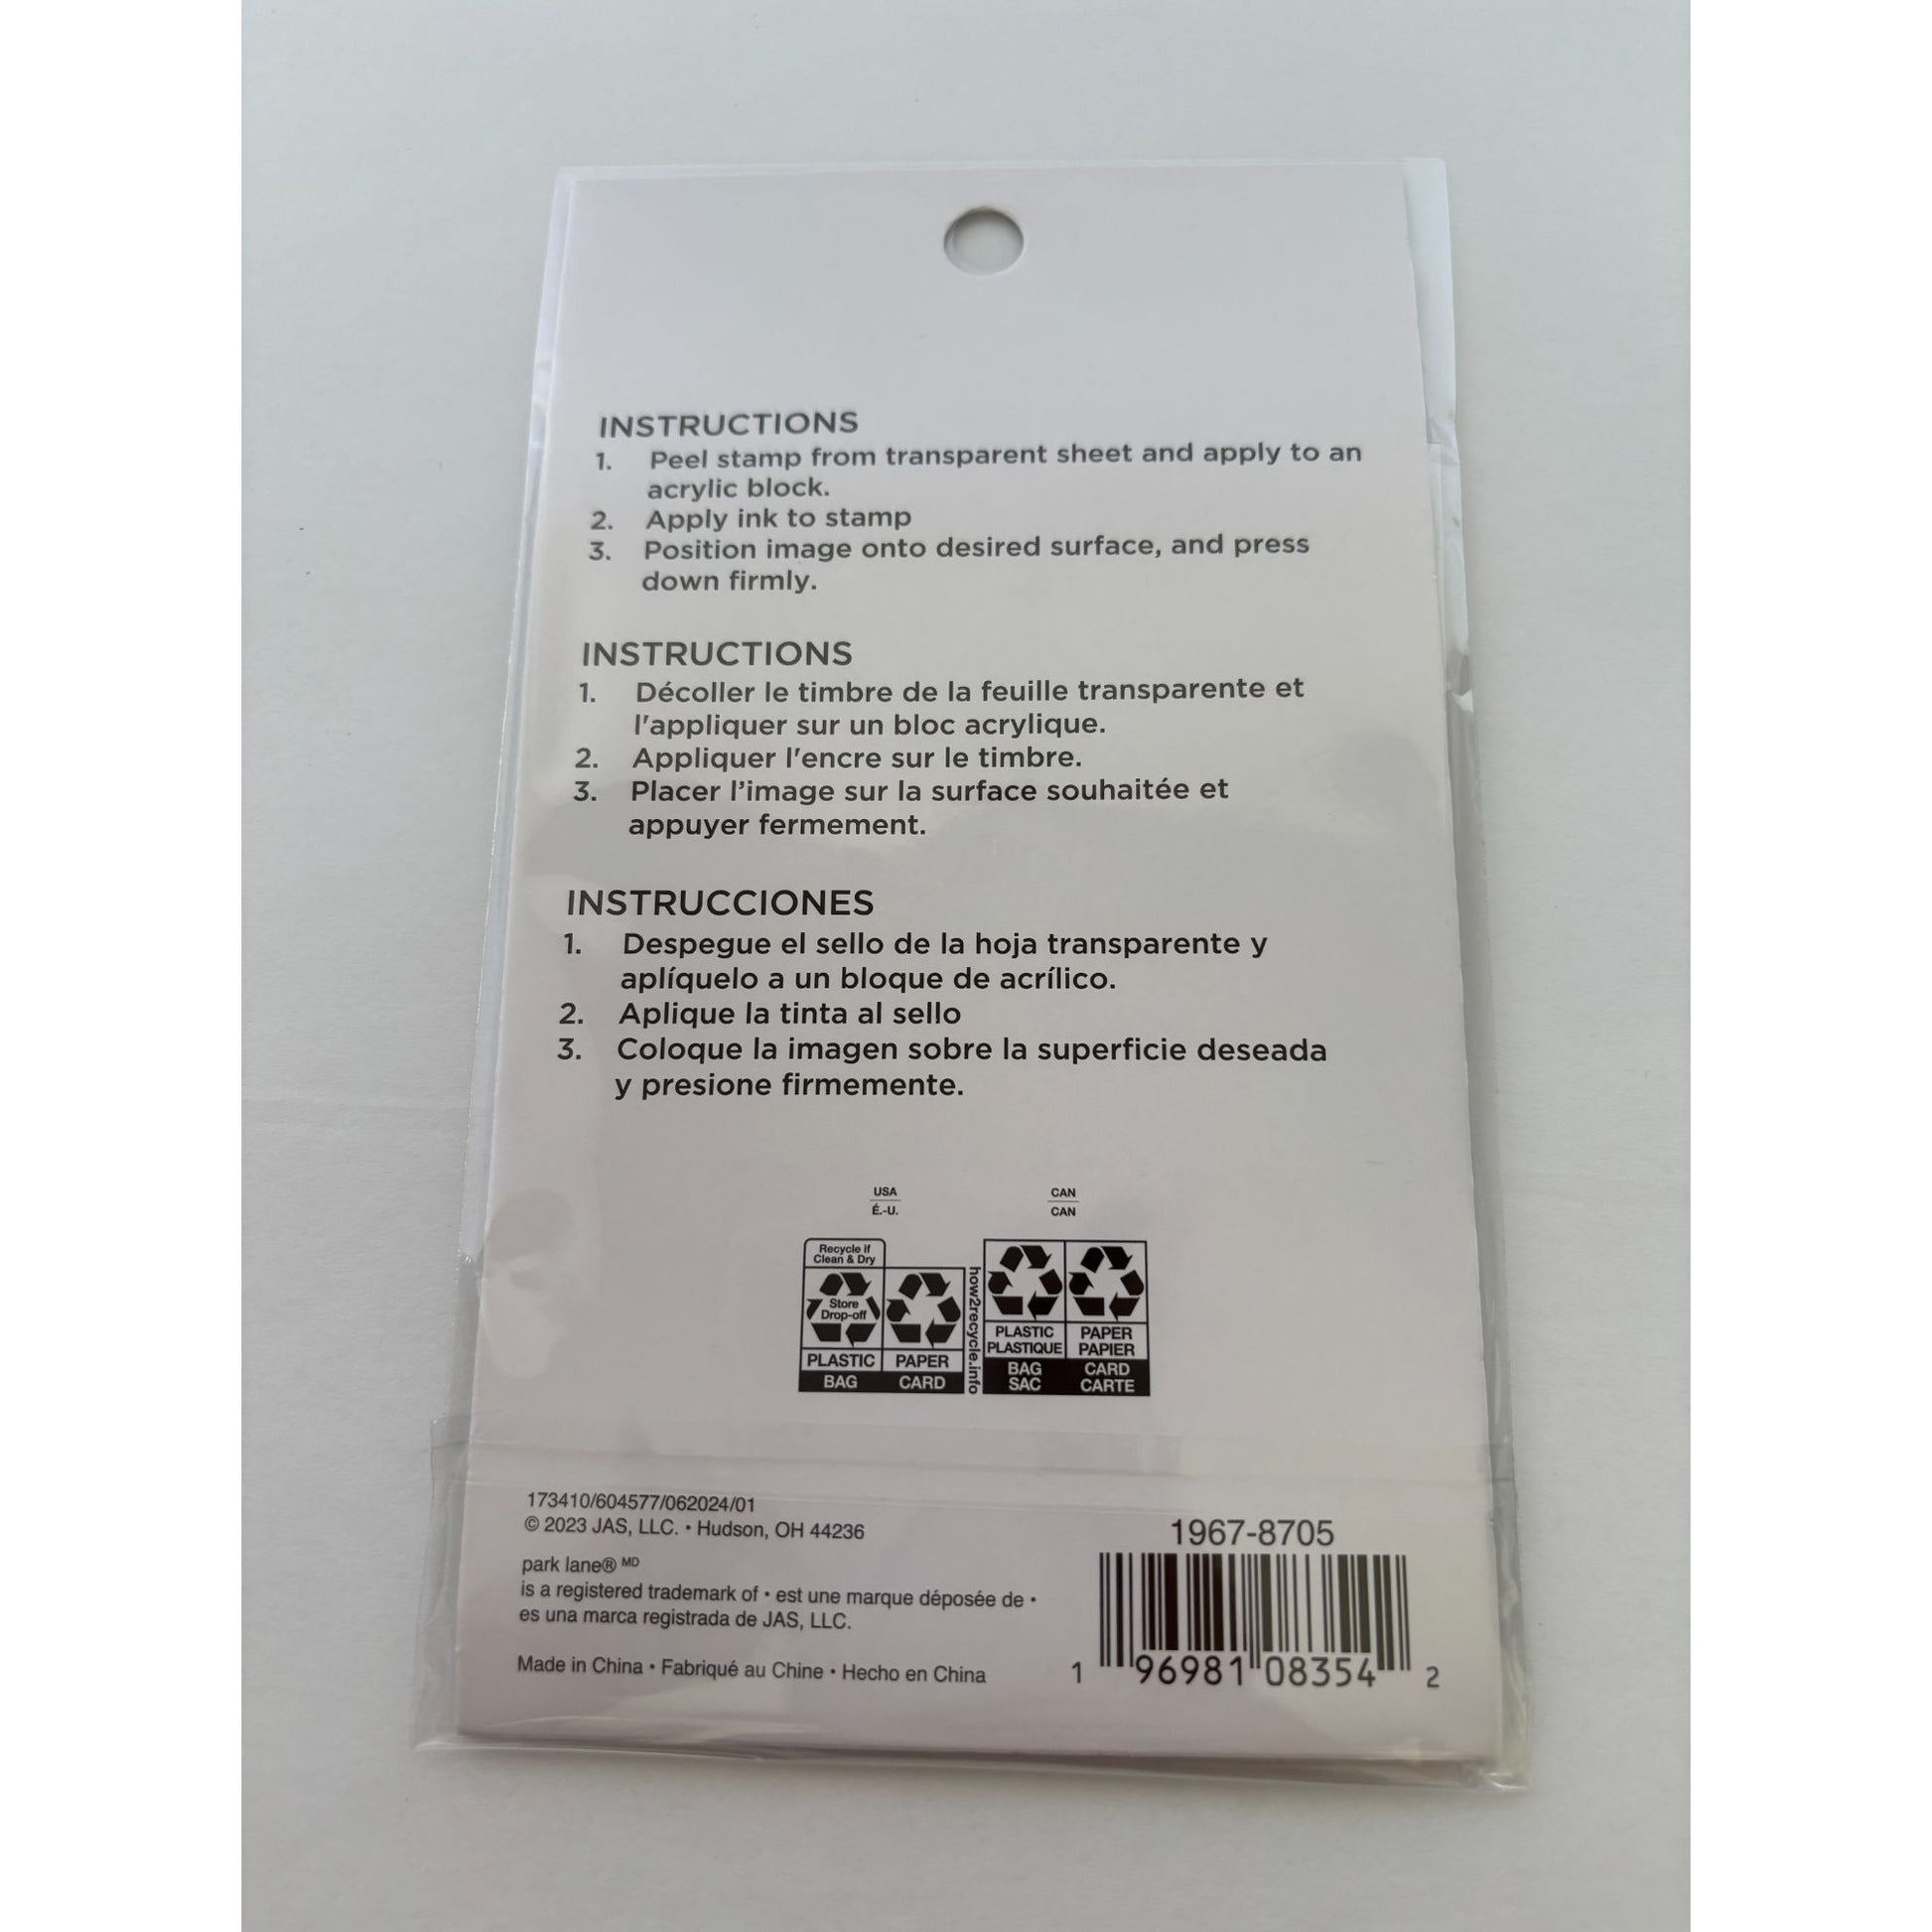 INSTRUCTIONS
1. Peel stamp from transparent sheet and apply to an
acrylic block.
2. Apply ink to stamp
3. Position image onto desired surface, and press
down firmly.
INSTRUCTIONS
1. Décoller le timbre de la feuille transparente et
l'appliquer sur un bloc acrylique.
2. Appliquer l'encre sur le timbre.
3. Placer l’image sur la surface souhaitée et
appuyer fermement.
INSTRUCCIONES
1. Despegue el sello de la hoja transparente y
aplíquelo a un bloque de acrílico.
2. Aplique la tinta al sello
3. Coloque la imagen sobre la superficie deseada
y presione firmemente.
USA
É.-U.
CAN
CAN
Recycle if
Clean & Dry
Store
Drop-off
PLASTIC
BAG
PAPER
CARD
how2recycle.info
PLASTIC
PLASTIQUE
BAG
SAC
PAPER
PAPIER
CARD
CARTE
173410/604577/062024/01
© 2023 JAS, LLC. • Hudson, OH 44236
park lane® MD
is a registered trademark of • est une marque déposée de •
es una marca registrada de JAS, LLC.
Made in China • Fabriqué au Chine • Hecho en China
1967-8705
1 96981 08354 2